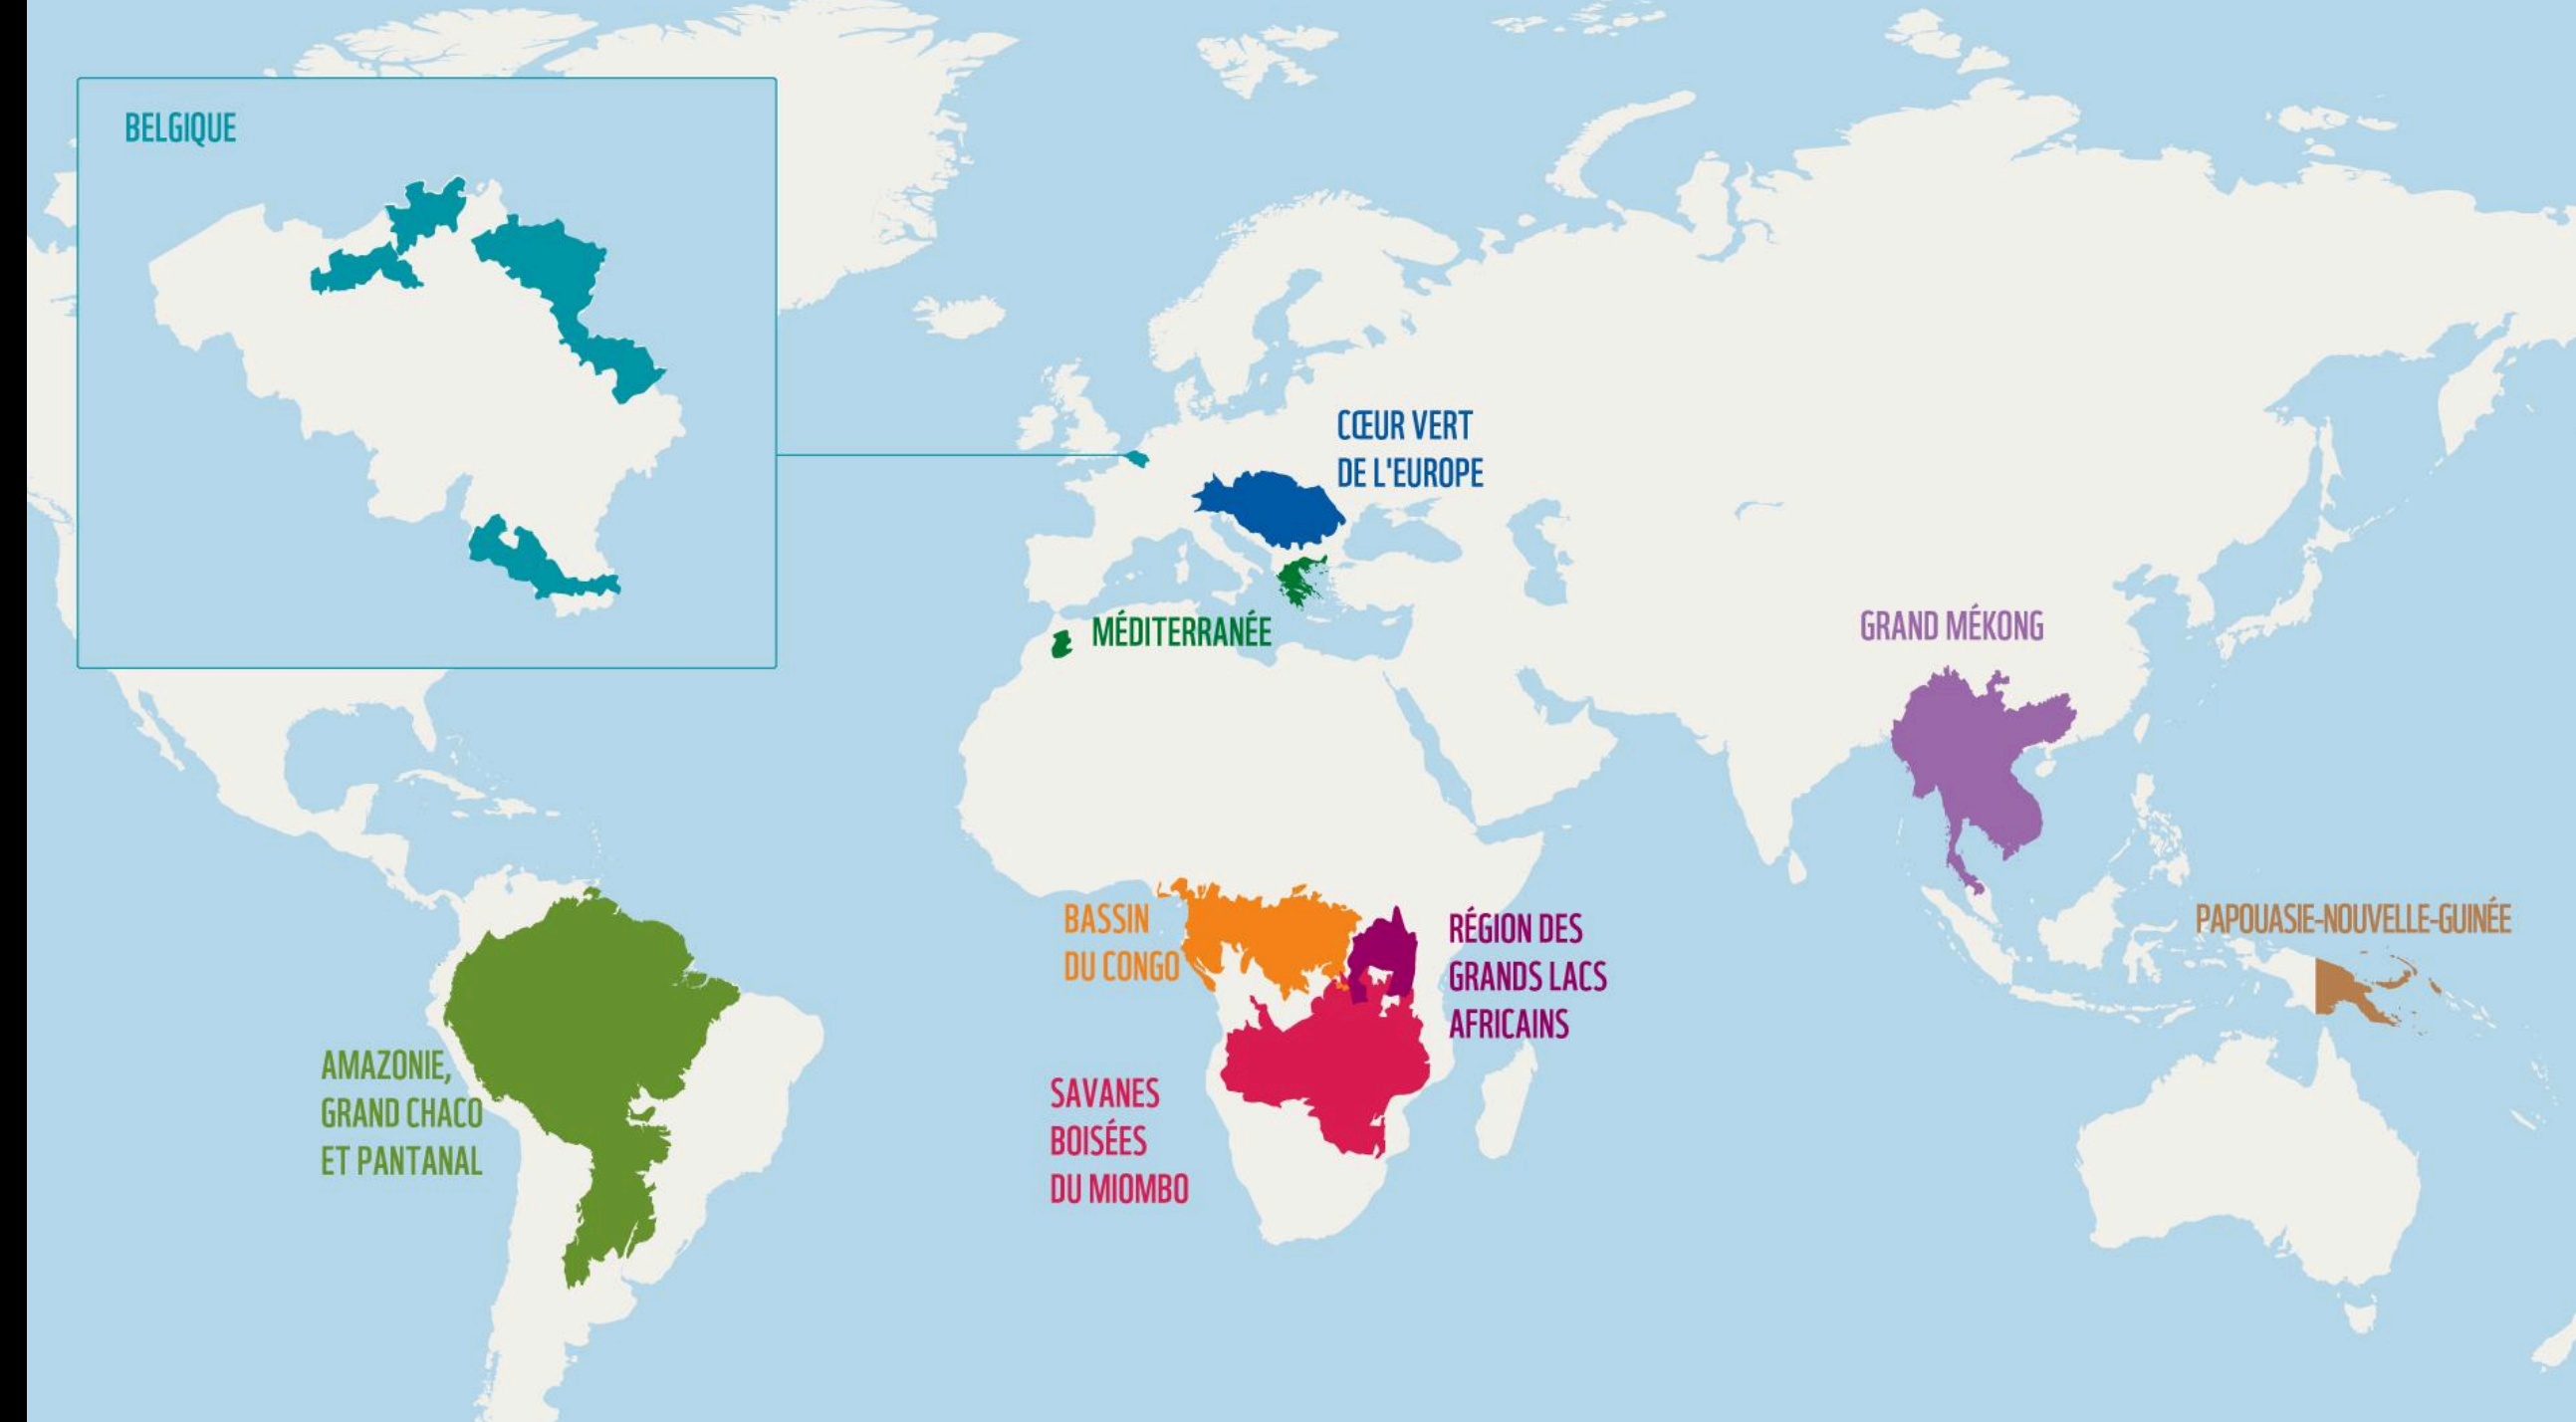 BELGIQUE
CŒUR VERT
DE L'EUROPE
MÉDITERRANÉE
GRAND MÉKONG
BASSIN
DU CONGO
RÉGION DES
GRANDS LACS
AFRICAINS
PAPOUASIE-NOUVELLE-GUINÉE
AMAZONIE,
GRAND CHACO
ET PANTANAL
SAVANES
BOISÉES
DU MIOMBO